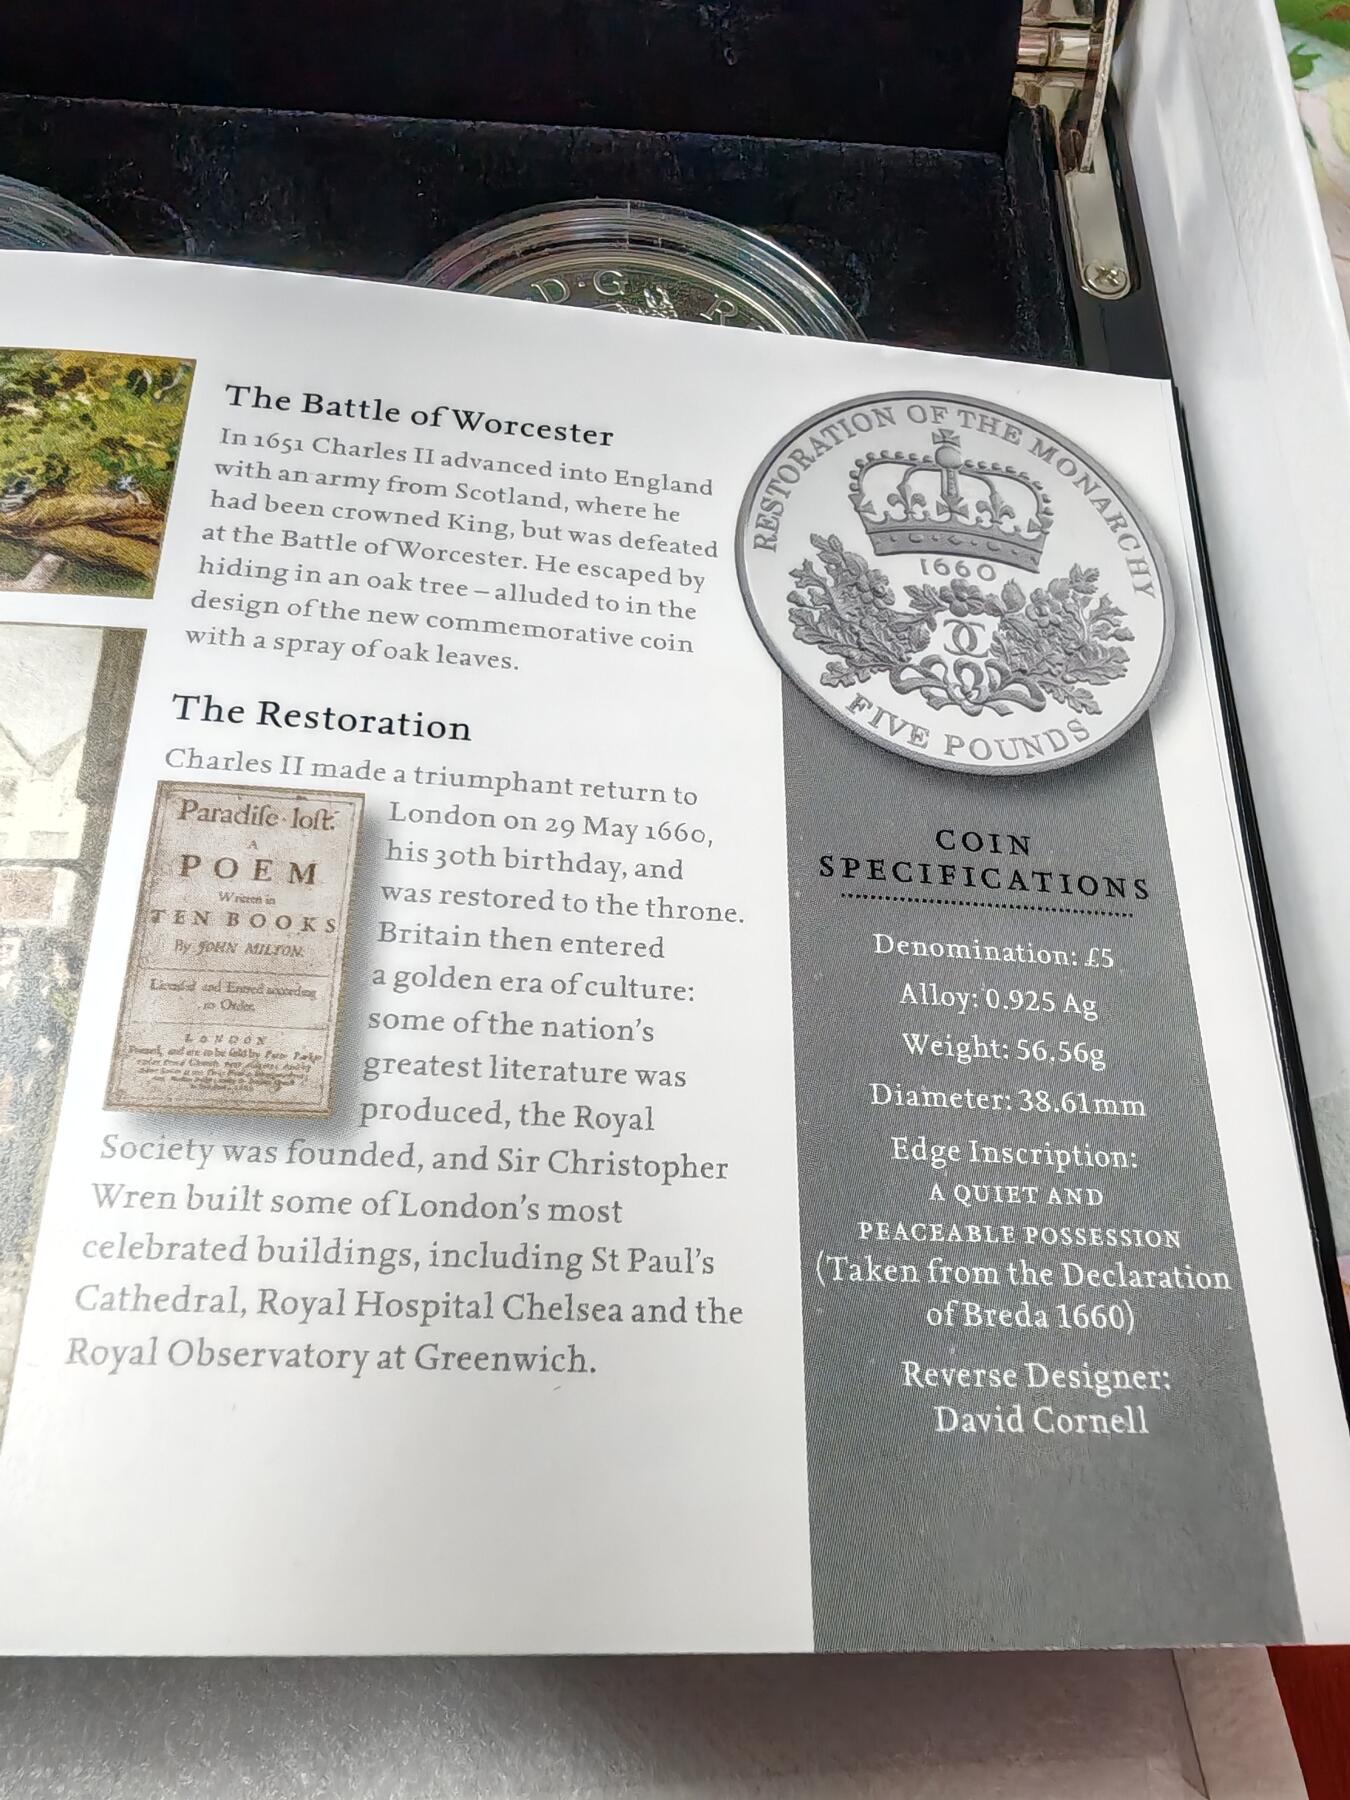 D·G·R
The Battle of Worcester
In 1651 Charles II advanced into England
with an army from Scotland, where he
had been crowned King, but was defeated
at the Battle of Worcester. He escaped by
hiding in an oak tree – alluded to in the
design of the new commemorative coin
with a spray of oak leaves.
The Restoration
Charles II made a triumphant return to
London on 29 May 1660,
his 30th birthday, and
was restored to the throne.
Britain then entered
a golden era of culture:
some of the nation's
greatest literature was
produced, the Royal
Society was founded, and Sir Christopher
Wren built some of London's most
celebrated buildings, including St Paul's
Cathedral, Royal Hospital Chelsea and the
Royal Observatory at Greenwich.
Paradiſe loſt.
A
POEM
Written in
TEN BOOKS
By JOHN MILTON.
Licensed and Entred according
to Order.
LONDON
RESTORATION OF THE MONARCHY
1660
FIVE POUNDS
COIN
SPECIFICATIONS
Denomination: £5
Alloy: 0.925 Ag
Weight: 56.56g
Diameter: 38.61mm
Edge Inscription:
A QUIET AND
PEACEABLE POSSESSION
(Taken from the Declaration
of Breda 1660)
Reverse Designer:
David Cornell